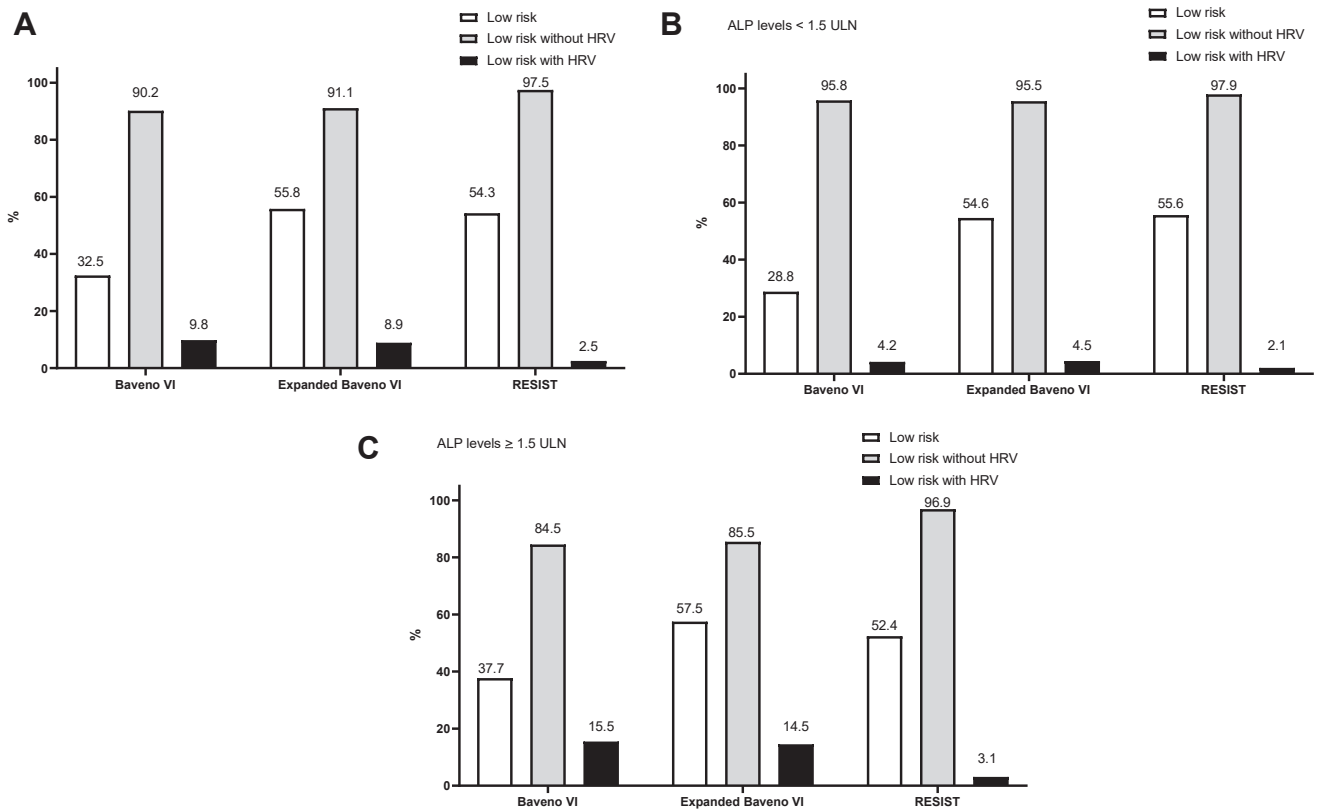 A
Low risk
Low risk without HRV
Low risk with HRV
100
80
60
40
20
0
%
32.5
90.2
9.8
55.8
91.1
8.9
54.3
97.5
2.5
Baveno VI
Expanded Baveno VI
RESIST
B
ALP levels < 1.5 ULN
Low risk
Low risk without HRV
Low risk with HRV
100
80
60
40
20
0
%
28.8
95.8
4.2
54.6
95.5
4.5
55.6
97.9
2.1
Baveno VI
Expanded Baveno VI
RESIST
C
ALP levels ≥ 1.5 ULN
Low risk
Low risk without HRV
Low risk with HRV
100
80
60
40
20
0
%
37.7
84.5
15.5
57.5
85.5
14.5
52.4
96.9
3.1
Baveno VI
Expanded Baveno VI
RESIST